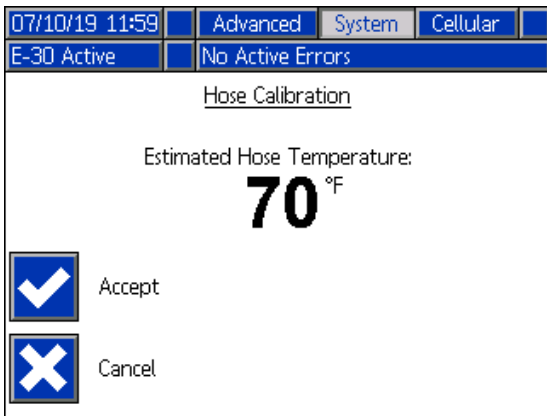 07/10/19 11:59 Advanced System Cellular
E-30 Active No Active Errors
Hose Calibration
Estimated Hose Temperature:
70 °F
Accept
Cancel